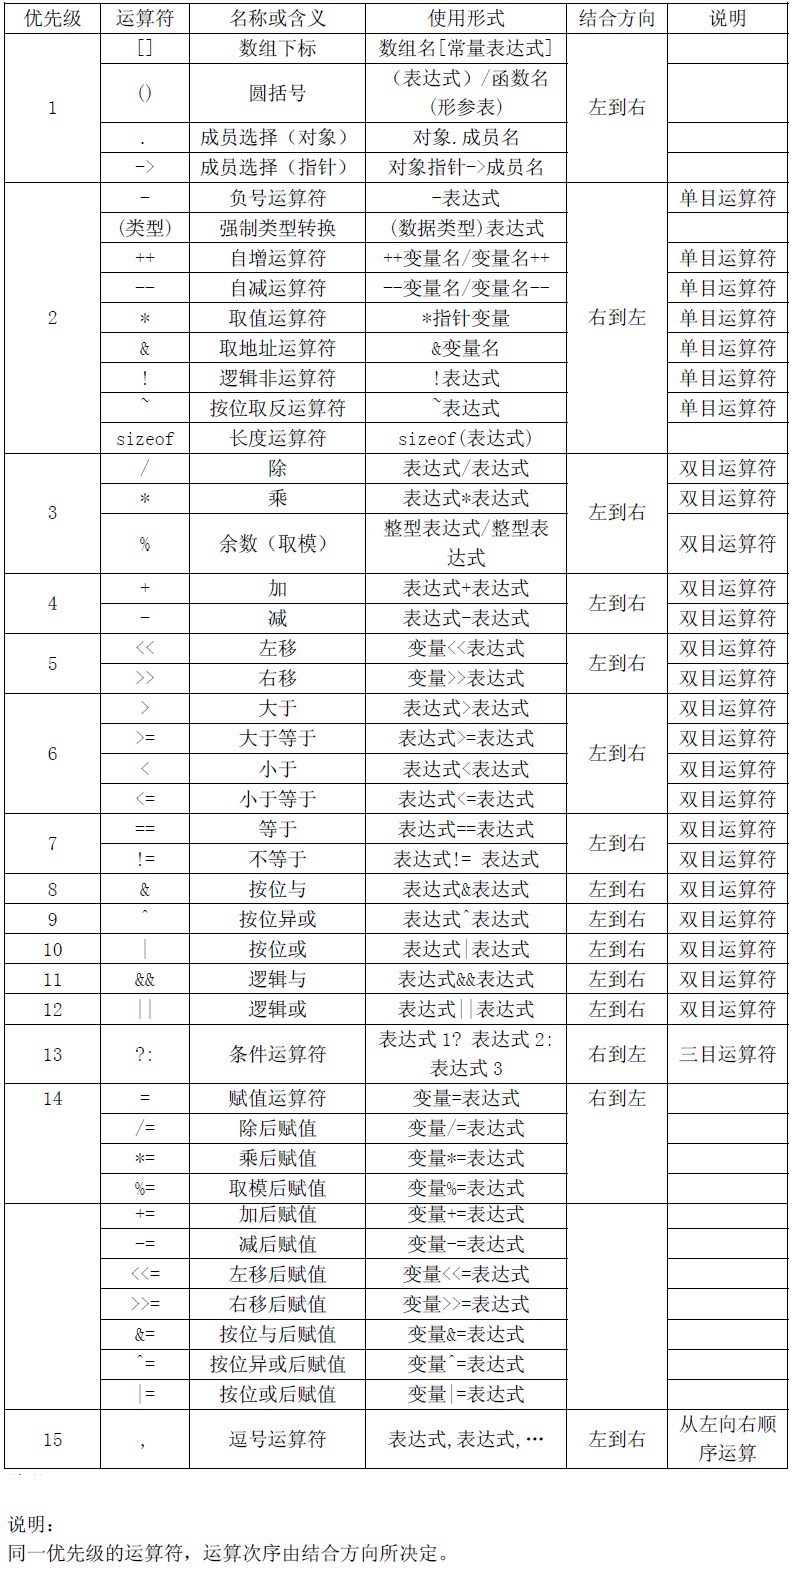 优先级 运算符 名称或含义 使用形式 结合方向 说明
1 [] 数组下标 数组名[常量表达式] 左到右
() 圆括号 （表达式）/函数名
(形参表)
. 成员选择（对象） 对象.成员名
-> 成员选择（指针） 对象指针->成员名
2 - 负号运算符 -表达式 右到左 单目运算符
(类型) 强制类型转换 (数据类型)表达式
++ 自增运算符 ++变量名/变量名++ 单目运算符
-- 自减运算符 --变量名/变量名-- 单目运算符
* 取值运算符 *指针变量 单目运算符
& 取地址运算符 &变量名 单目运算符
! 逻辑非运算符 !表达式 单目运算符
~ 按位取反运算符 ~表达式 单目运算符
sizeof 长度运算符 sizeof(表达式)
3 / 除 表达式/表达式 左到右 双目运算符
* 乘 表达式*表达式 双目运算符
% 余数（取模） 整型表达式/整型表
达式 双目运算符
4 + 加 表达式+表达式 左到右 双目运算符
- 减 表达式-表达式 双目运算符
5 << 左移 变量<<表达式 左到右 双目运算符
>> 右移 变量>>表达式 双目运算符
6 > 大于 表达式>表达式 左到右 双目运算符
>= 大于等于 表达式>=表达式 双目运算符
< 小于 表达式<表达式 双目运算符
<= 小于等于 表达式<=表达式 双目运算符
7 == 等于 表达式==表达式 左到右 双目运算符
!= 不等于 表达式!= 表达式 双目运算符
8 & 按位与 表达式&表达式 左到右 双目运算符
9 ^ 按位异或 表达式^表达式 左到右 双目运算符
10 | 按位或 表达式|表达式 左到右 双目运算符
11 && 逻辑与 表达式&&表达式 左到右 双目运算符
12 || 逻辑或 表达式||表达式 左到右 双目运算符
13 ?: 条件运算符 表达式1? 表达式2:
表达式3 右到左 三目运算符
14 = 赋值运算符 变量=表达式 右到左
/= 除后赋值 变量/=表达式
*= 乘后赋值 变量*=表达式
%= 取模后赋值 变量%=表达式
+= 加后赋值 变量+=表达式
-= 减后赋值 变量-=表达式
<<= 左移后赋值 变量<<=表达式
>>= 右移后赋值 变量>>=表达式
&= 按位与后赋值 变量&=表达式
^= 按位异或后赋值 变量^=表达式
|= 按位或后赋值 变量|=表达式
15 , 逗号运算符 表达式,表达式,… 左到右 从左向右顺
序运算
说明：
同一优先级的运算符，运算次序由结合方向所决定。